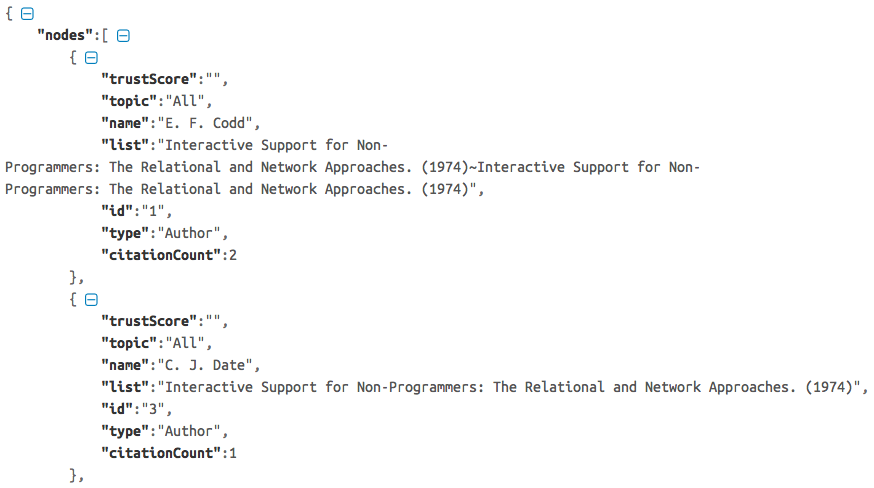 {
"nodes":[
{
"trustScore":"",
"topic":"All",
"name":"E. F. Codd",
"list":"Interactive Support for Non-
Programmers: The Relational and Network Approaches. (1974)~Interactive Support for Non-
Programmers: The Relational and Network Approaches. (1974)",
"id":"1",
"type":"Author",
"citationCount":2
},
{
"trustScore":"",
"topic":"All",
"name":"C. J. Date",
"list":"Interactive Support for Non-Programmers: The Relational and Network Approaches. (1974)",
"id":"3",
"type":"Author",
"citationCount":1
},